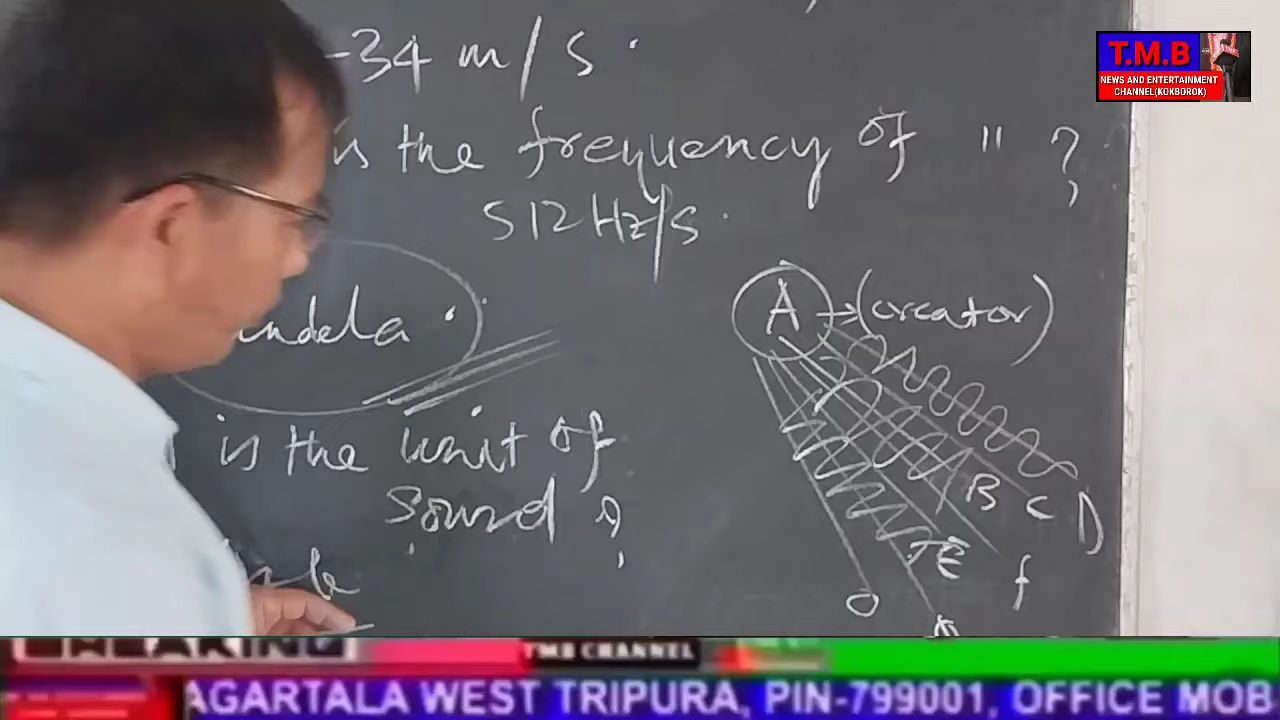 -34 m/s.
is the frequency of " ?
512 Hz/s.
ndela.
A → (creator)
is the unit of
sound ?
B C D
E
f
O
T.M.B
NEWS AND ENTERTAINMENT
CHANNEL(KOKBOROK)
TMB CHANNEL
AGARTALA WEST TRIPURA, PIN-799001, OFFICE MOB